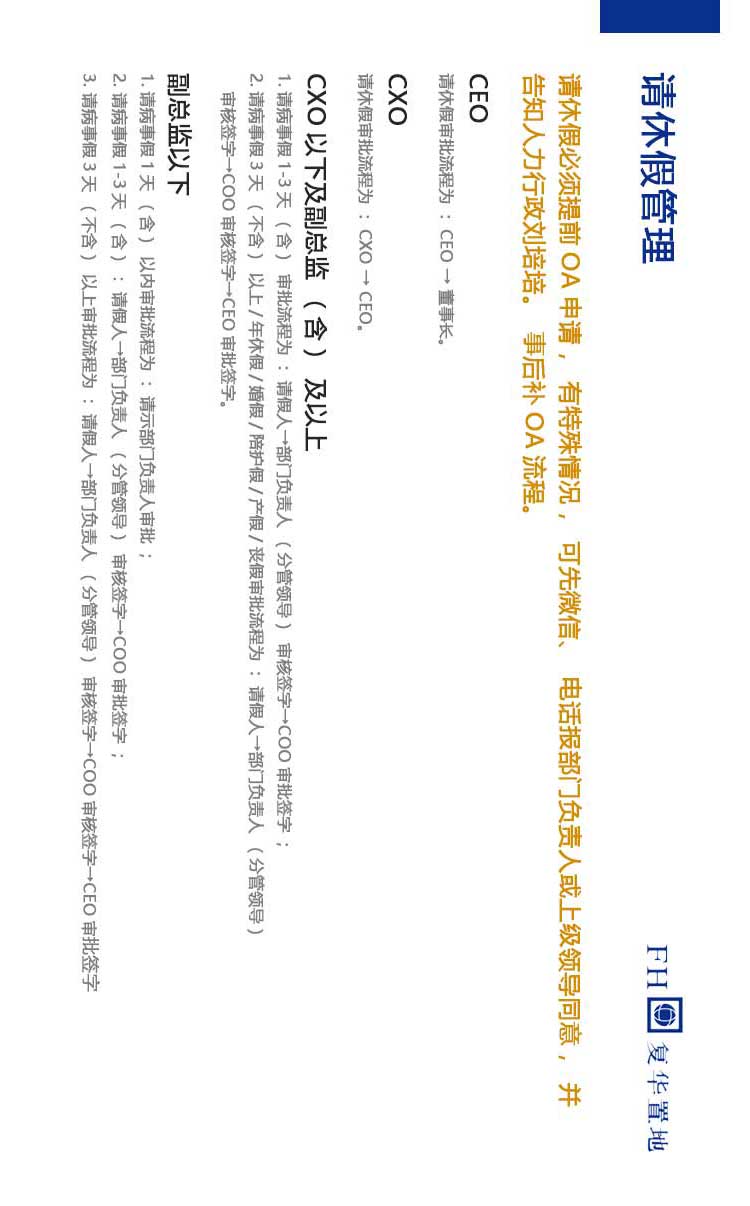 请休假管理
FH 复华置地
请休假必须提前 OA 申请，有特殊情况，可先微信、电话报部门负责人或上级领导同意，并
告知人力行政刘培培。事后补 OA 流程。
CEO
请休假审批流程为：CEO → 董事长。
CXO
请休假审批流程为：CXO → CEO。
CXO 以下及副总监（含）及以上
1. 请病事假 1-3 天（含）审批流程为：请假人→部门负责人（分管领导）审核签字→COO 审批签字；
2. 请病事假 3 天（不含）以上 / 年休假 / 婚假 / 陪护假 / 产假 / 丧假审批流程为：请假人→部门负责人（分管领导）
审核签字→COO 审核签字→CEO 审批签字。
副总监以下
1. 请病事假 1 天（含）以内审批流程为：请示部门负责人审批；
2. 请病事假 1-3 天（含）：请假人→部门负责人（分管领导）审核签字→COO 审批签字；
3. 请病事假 3 天（不含）以上审批流程为：请假人→部门负责人（分管领导）审核签字→COO 审核签字→CEO 审批签字